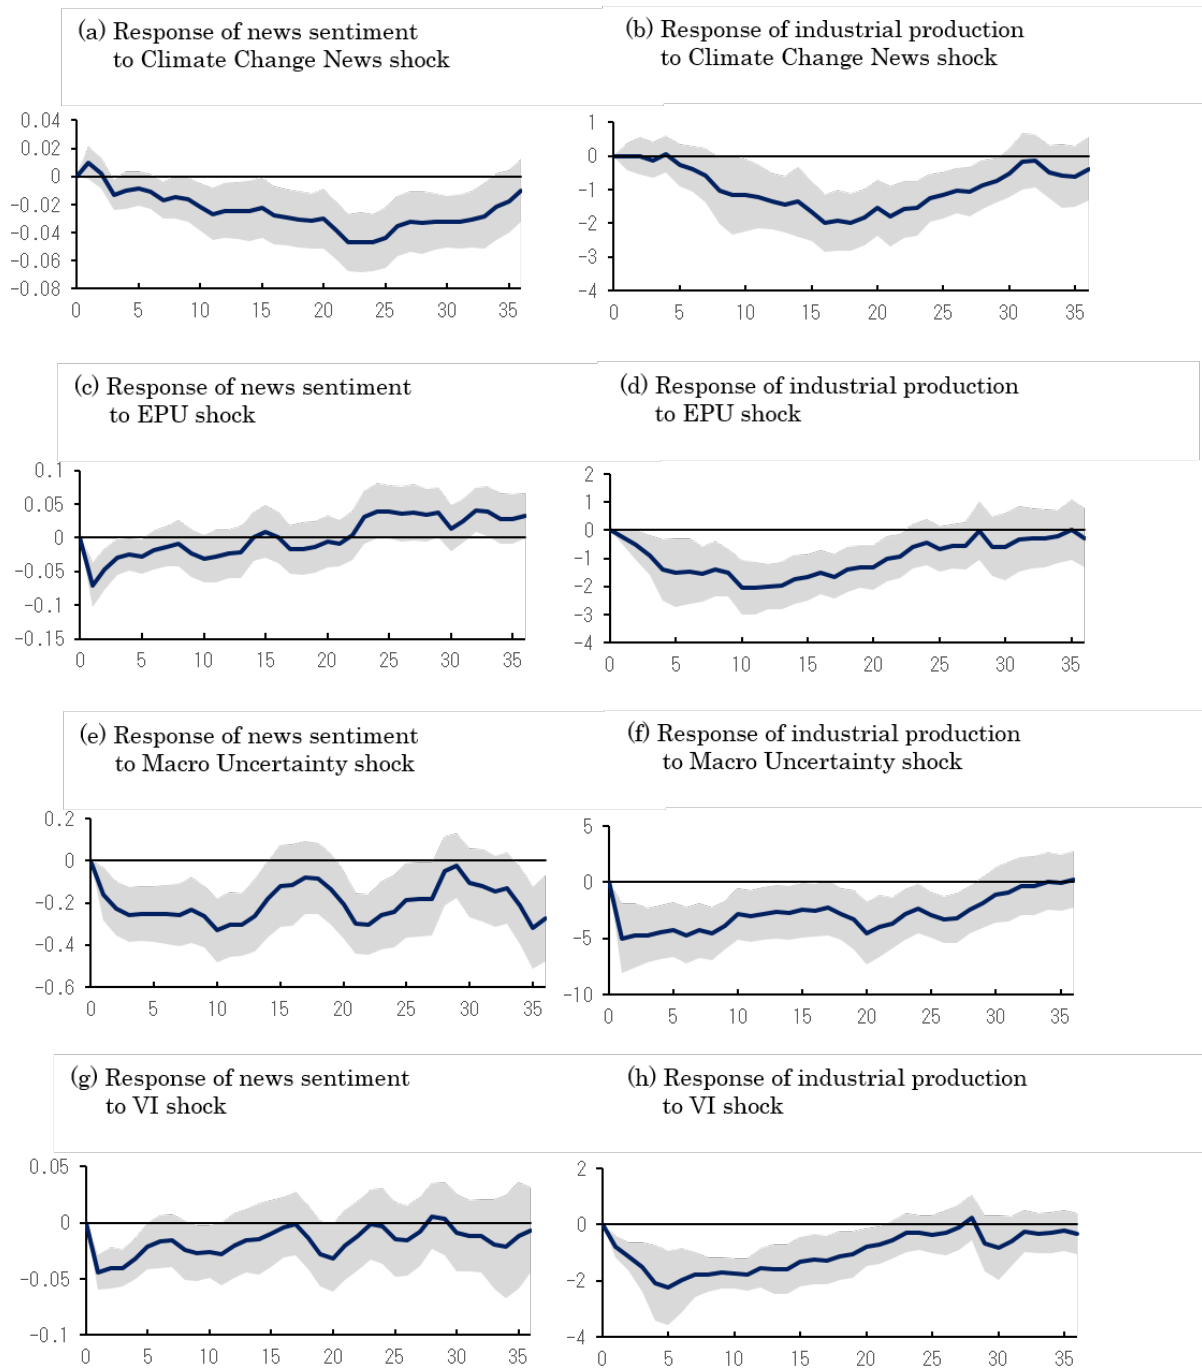 (a) Response of news sentiment
to Climate Change News shock
(b) Response of industrial production
to Climate Change News shock
0.04
0.02
0
-0.02
-0.04
-0.06
-0.08
0 5 10 15 20 25 30 35
1
0
-1
-2
-3
-4
0 5 10 15 20 25 30 35
(c) Response of news sentiment
to EPU shock
(d) Response of industrial production
to EPU shock
0.1
0.05
0
-0.05
-0.1
-0.15
0 5 10 15 20 25 30 35
2
1
0
-1
-2
-3
-4
0 5 10 15 20 25 30 35
(e) Response of news sentiment
to Macro Uncertainty shock
(f) Response of industrial production
to Macro Uncertainty shock
0.2
0
-0.2
-0.4
-0.6
0 5 10 15 20 25 30 35
5
0
-5
-10
0 5 10 15 20 25 30 35
(g) Response of news sentiment
to VI shock
(h) Response of industrial production
to VI shock
0.05
0
-0.05
-0.1
0 5 10 15 20 25 30 35
2
0
-2
-4
0 5 10 15 20 25 30 35